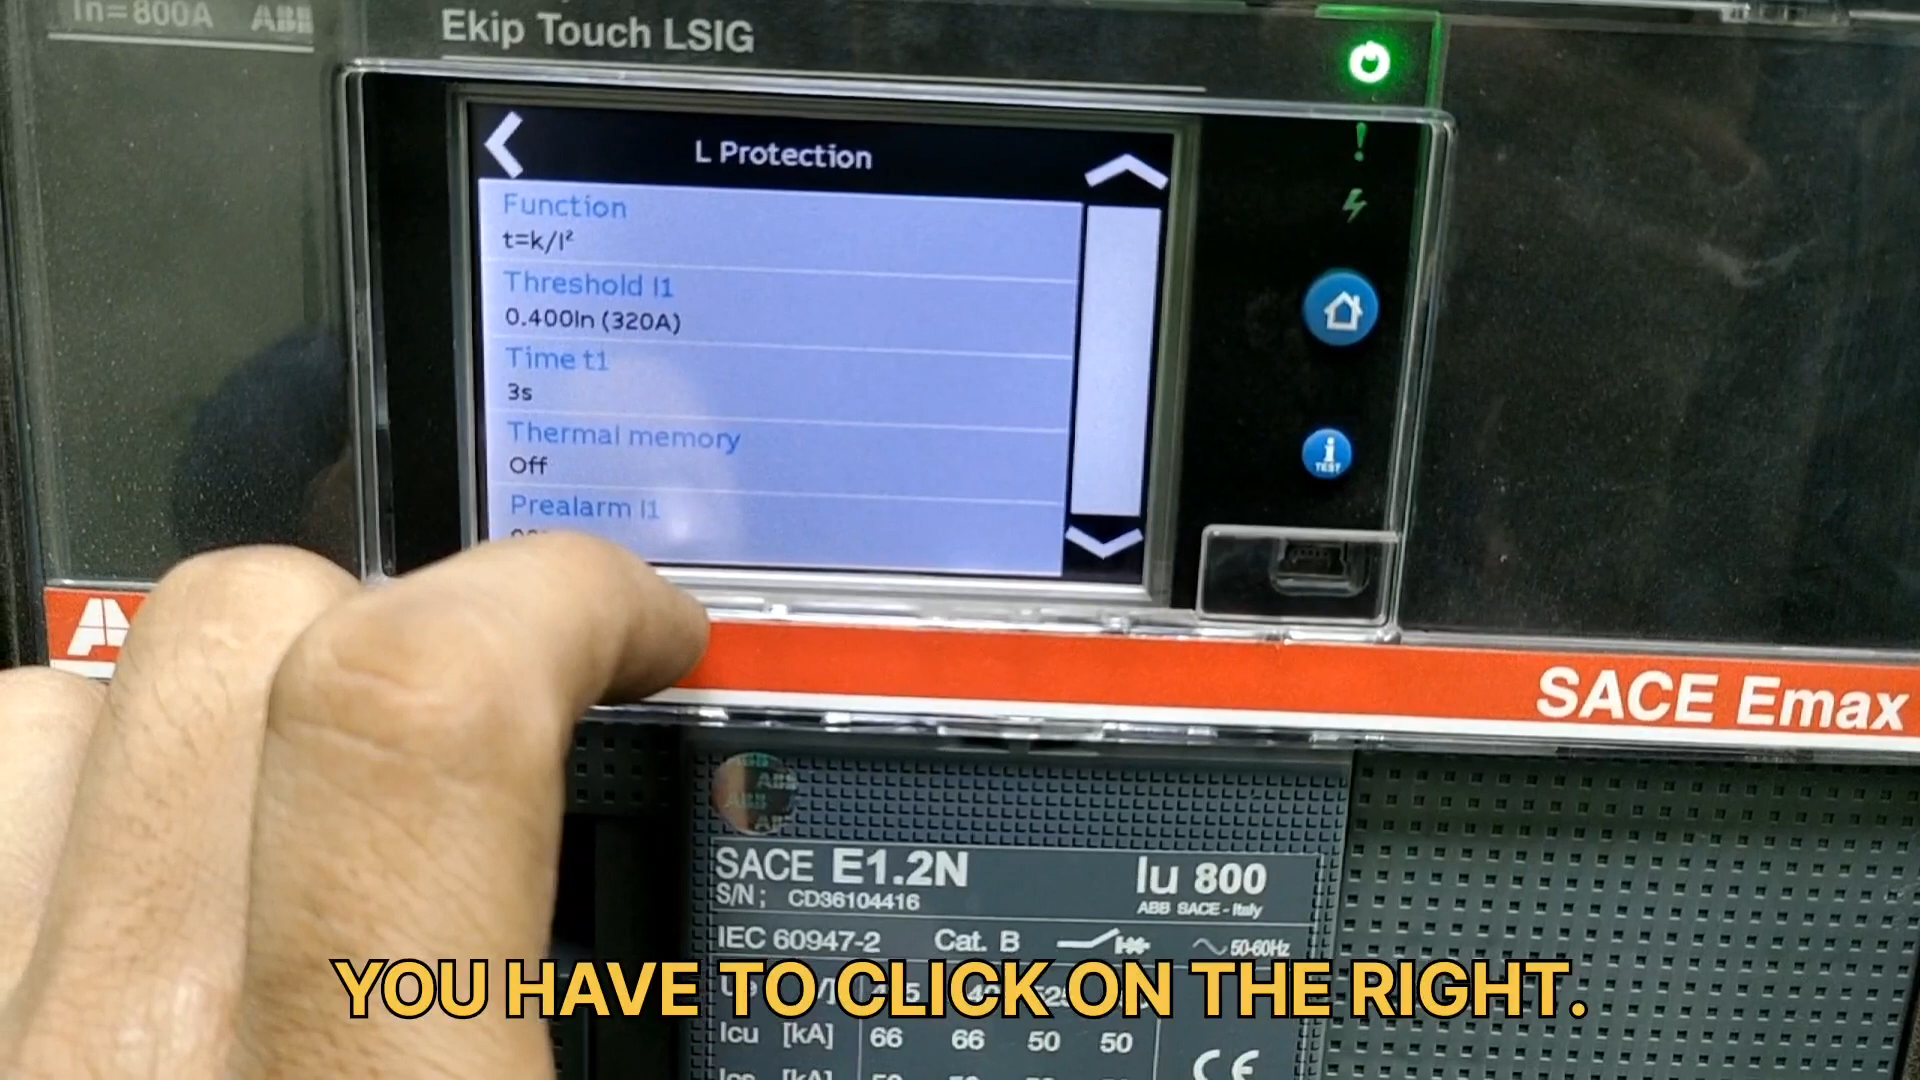 In=800A ABB
Ekip Touch LSIG
L Protection
Function
t=k/I²
Threshold I1
0.400In (320A)
Time t1
3s
Thermal memory
Off
Prealarm I1
TEST
SACE Emax
ABB
SACE E1.2N Iu 800
S/N ; CD36104416 ABB SACE - Italy
IEC 60947-2 Cat. B 50-60Hz
YOU HAVE TO CLICK ON THE RIGHT.
Icu [kA] 66 66 50 50
CE